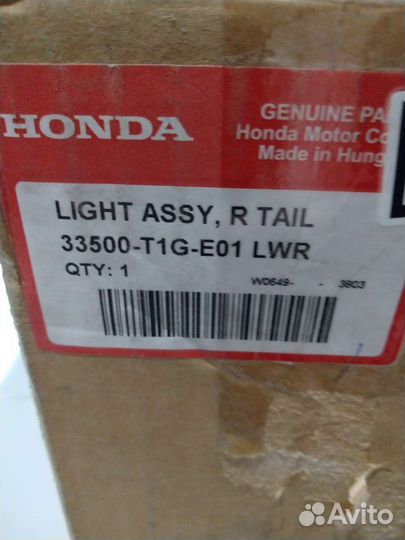 HONDA
GENUINE PA
Honda Motor Co
Made in Hung
LIGHT ASSY, R TAIL
33500-T1G-E01 LWR
QTY: 1
W0649- - 3803
Avito